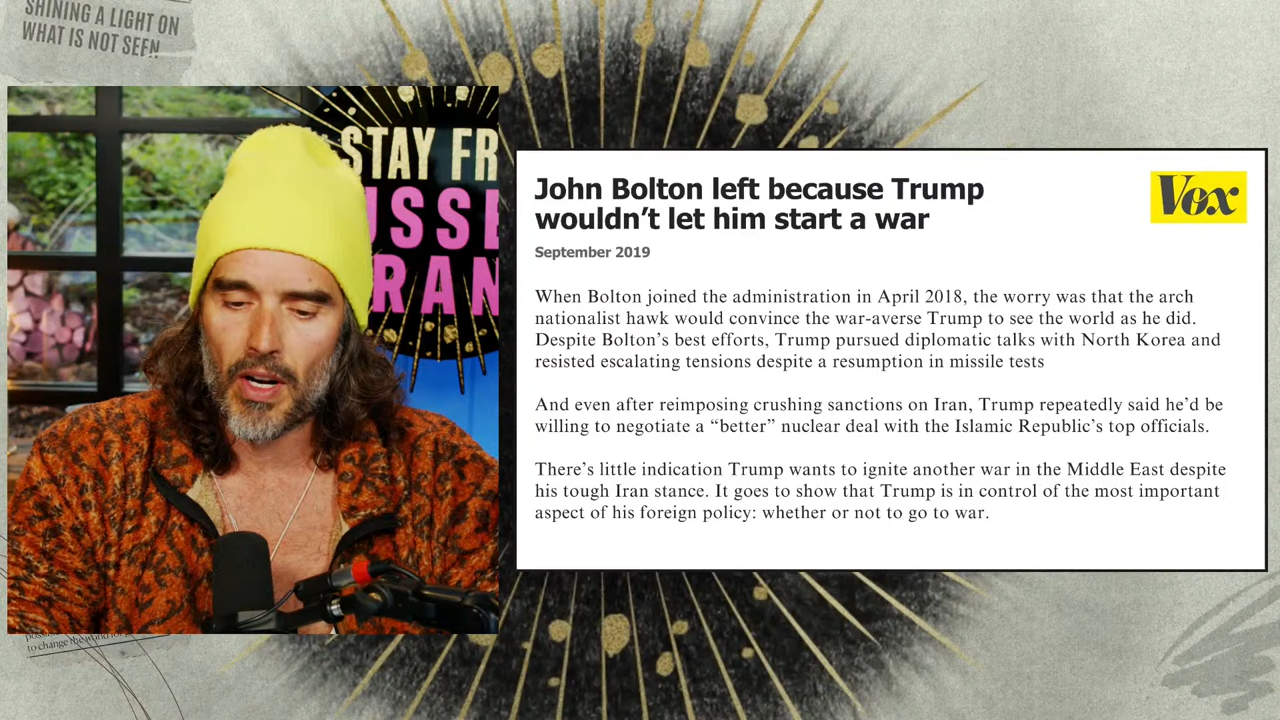 SHINING A LIGHT ON
WHAT IS NOT SEEN
STAY FR
USSE
RAN
John Bolton left because Trump
wouldn’t let him start a war
Vox
September 2019
When Bolton joined the administration in April 2018, the worry was that the arch
nationalist hawk would convince the war-averse Trump to see the world as he did.
Despite Bolton’s best efforts, Trump pursued diplomatic talks with North Korea and
resisted escalating tensions despite a resumption in missile tests
And even after reimposing crushing sanctions on Iran, Trump repeatedly said he’d be
willing to negotiate a “better” nuclear deal with the Islamic Republic’s top officials.
There’s little indication Trump wants to ignite another war in the Middle East despite
his tough Iran stance. It goes to show that Trump is in control of the most important
aspect of his foreign policy: whether or not to go to war.
to change the world